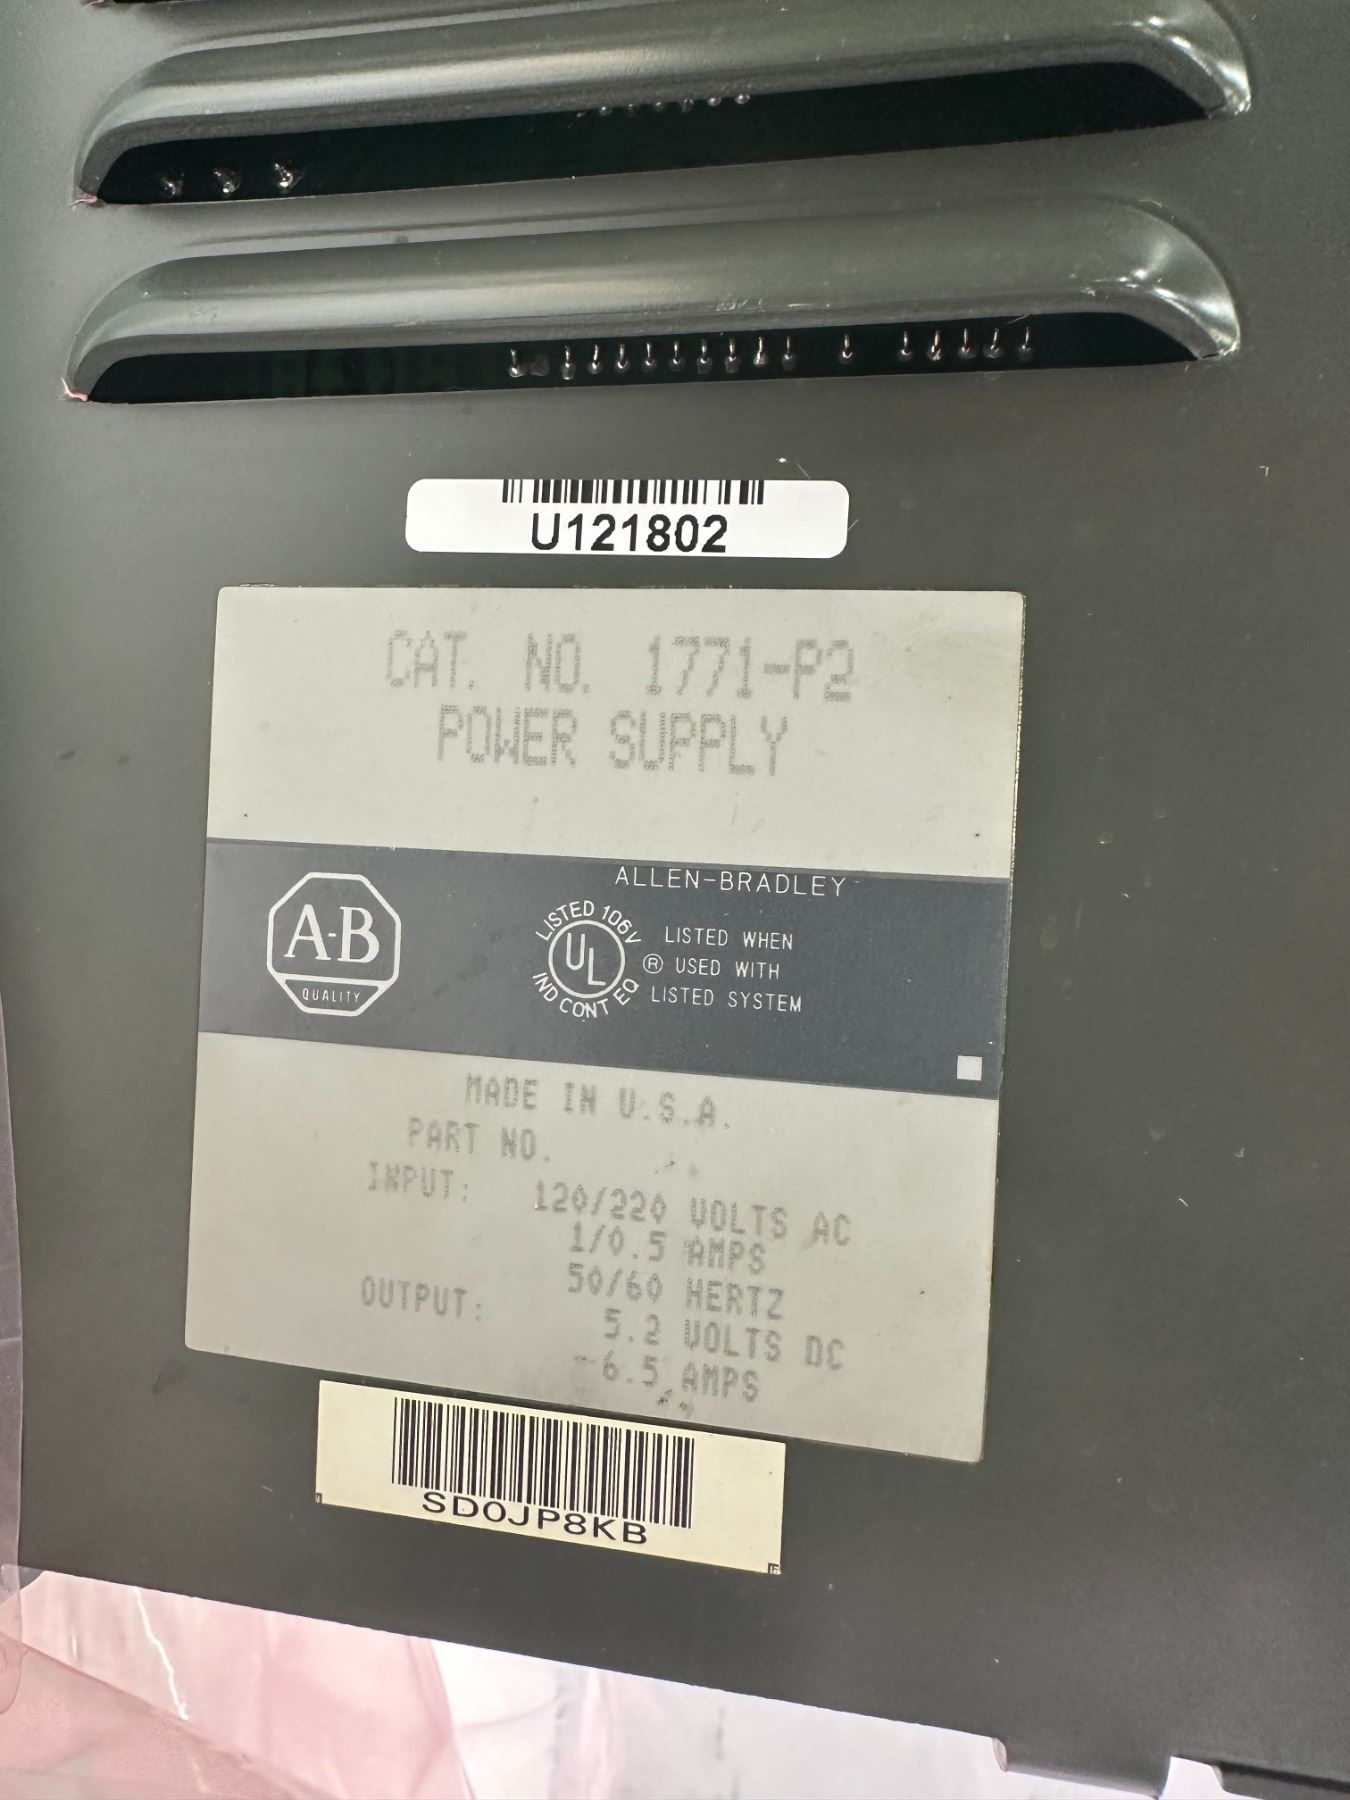 U121802
CAT. NO. 1771-P2
POWER SUPPLY
ALLEN-BRADLEY
A-B
QUALITY
LISTED 106V
UL
IND CONT EQ
®
LISTED WHEN
USED WITH
LISTED SYSTEM
MADE IN U.S.A.
PART NO.
INPUT: 120/220 VOLTS AC
1/0.5 AMPS
50/60 HERTZ
OUTPUT: 5.2 VOLTS DC
6.5 AMPS
SD0JP8KB